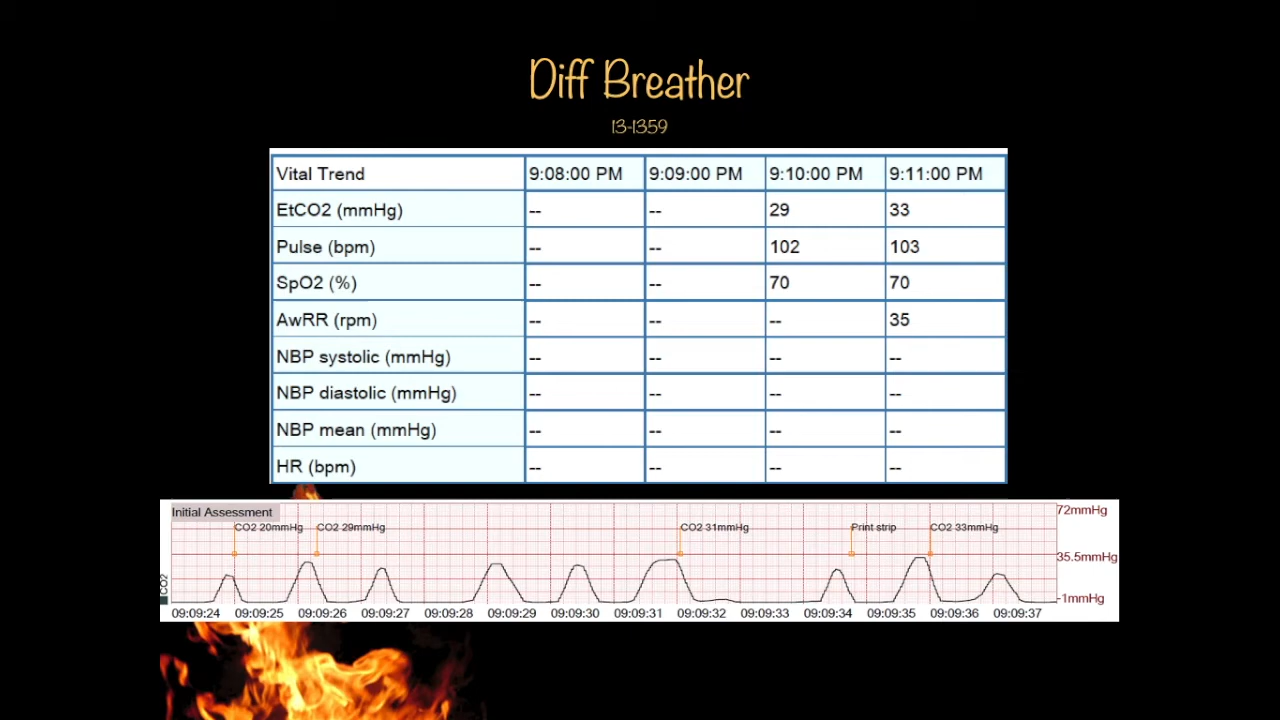 Diff Breather
13-1359
Vital Trend 9:08:00 PM 9:09:00 PM 9:10:00 PM 9:11:00 PM
EtCO2 (mmHg) -- -- 29 33
Pulse (bpm) -- -- 102 103
SpO2 (%) -- -- 70 70
AwRR (rpm) -- -- -- 35
NBP systolic (mmHg) -- -- -- --
NBP diastolic (mmHg) -- -- -- --
NBP mean (mmHg) -- -- -- --
HR (bpm) -- -- -- --
Initial Assessment 72mmHg
CO2 20mmHg CO2 29mmHg CO2 31mmHg Print strip CO2 33mmHg
35.5mmHg
CO2
-1mmHg
09:09:24 09:09:25 09:09:26 09:09:27 09:09:28 09:09:29 09:09:30 09:09:31 09:09:32 09:09:33 09:09:34 09:09:35 09:09:36 09:09:37